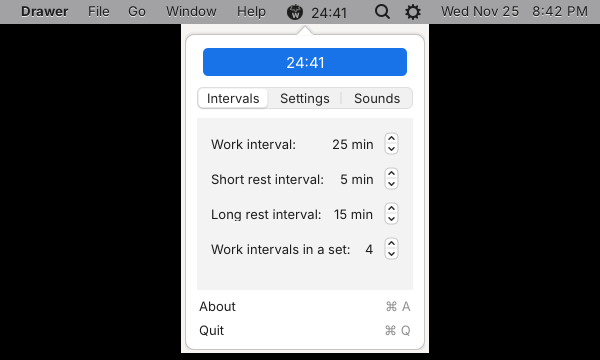 Drawer File Go Window Help 24:41 Wed Nov 25 8:42 PM
24:41
Intervals Settings Sounds
Work interval: 25 min
Short rest interval: 5 min
Long rest interval: 15 min
Work intervals in a set: 4
About ⌘ A
Quit ⌘ Q